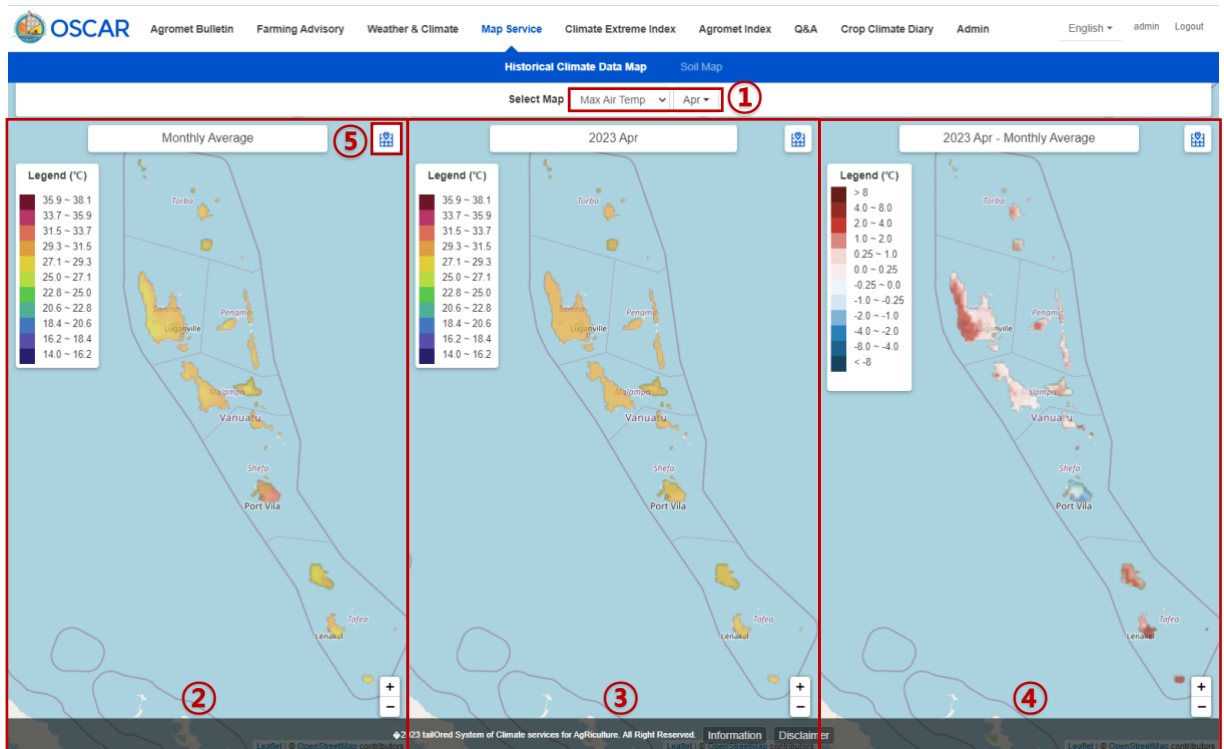 OSCAR Agromet Bulletin Farming Advisory Weather & Climate Map Service Climate Extreme Index Agromet Index Q&A Crop Climate Diary Admin English admin Logout
Historical Climate Data Map Soil Map
Select Map Max Air Temp Apr ①
Monthly Average ⑤
Legend (℃)
35.9 ~ 38.1
33.7 ~ 35.9
31.5 ~ 33.7
29.3 ~ 31.5
27.1 ~ 29.3
25.0 ~ 27.1
22.8 ~ 25.0
20.6 ~ 22.8
18.4 ~ 20.6
16.2 ~ 18.4
14.0 ~ 16.2
Torba
Sanma
Penama
Luganville
Malampa
Vanuatu
Shefa
Port Vila
Tafea
Lénakel
+
−
②
2023 Apr
Legend (℃)
35.9 ~ 38.1
33.7 ~ 35.9
31.5 ~ 33.7
29.3 ~ 31.5
27.1 ~ 29.3
25.0 ~ 27.1
22.8 ~ 25.0
20.6 ~ 22.8
18.4 ~ 20.6
16.2 ~ 18.4
14.0 ~ 16.2
Torba
Sanma
Penama
Luganville
Malampa
Vanuatu
Shefa
Port Vila
Tafea
Lénakel
+
−
③
2023 Apr - Monthly Average
Legend (℃)
> 8
4.0 ~ 8.0
2.0 ~ 4.0
1.0 ~ 2.0
0.25 ~ 1.0
0.0 ~ 0.25
-0.25 ~ 0.0
-1.0 ~ -0.25
-2.0 ~ -1.0
-4.0 ~ -2.0
-8.0 ~ -4.0
< -8
Torba
Penama
Luganville
Malampa
Vanuatu
Shefa
Port Vila
Tafea
Lénakel
+
−
④
�2023 tailOred System of Climate services for AgRiculture. All Right Reserved. Information Disclaimer
Leaflet | © OpenStreetMap contributors
Leaflet | © OpenStreetMap contributors
Leaflet | © OpenStreetMap contributors